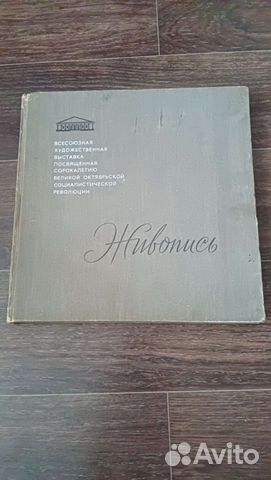 ВСЕСОЮЗНАЯ
ХУДОЖЕСТВЕННАЯ
ВЫСТАВКА
ПОСВЯЩЕННАЯ
СОРОКАЛЕТИЮ
ВЕЛИКОЙ ОКТЯБРЬСКОЙ
СОЦИАЛИСТИЧЕСКОЙ
РЕВОЛЮЦИИ
Живопись
Avito